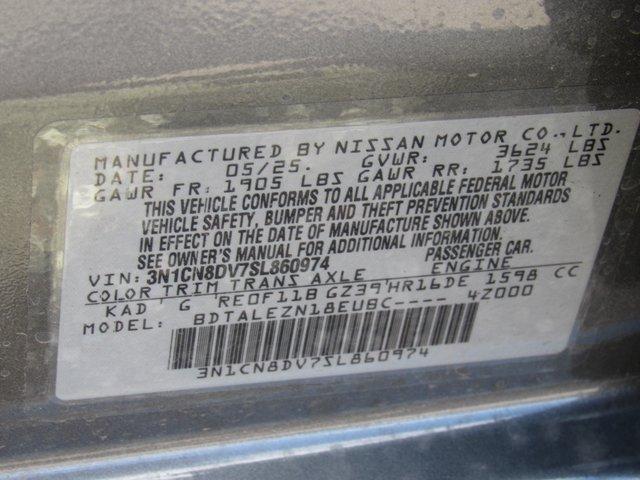 MANUFACTURED BY NISSAN MOTOR CO.,LTD.
DATE: 05/25. GVWR: 3624 LBS
GAWR FR: 1905 LBS GAWR RR: 1735 LBS
THIS VEHICLE CONFORMS TO ALL APPLICABLE FEDERAL MOTOR
VEHICLE SAFETY, BUMPER AND THEFT PREVENTION STANDARDS
IN EFFECT ON THE DATE OF MANUFACTURE SHOWN ABOVE.
SEE OWNER'S MANUAL FOR ADDITIONAL INFORMATION
VIN: 3N1CN8DV7SL860974 PASSENGER CAR.
COLOR TRIM TRANS AXLE ENGINE
KAD G RE0F11B GZ39 HR16DE 1598 CC
MODEL: BDTALEZN18EUBC---- 4Z000
3N1CN8DV7SL860974